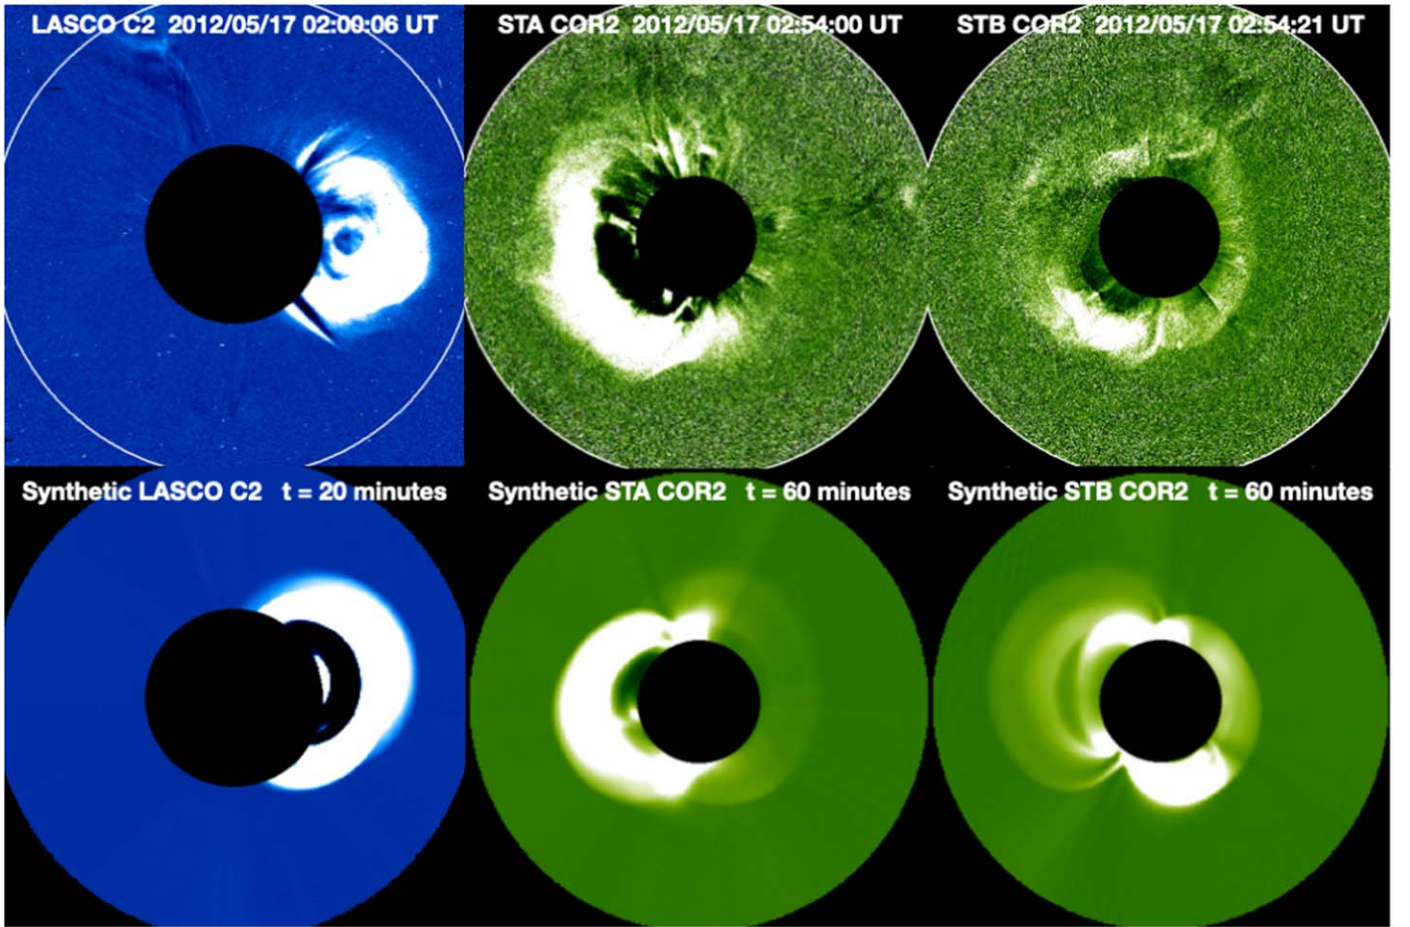 LASCO C2 2012/05/17 02:00:06 UT
STA COR2 2012/05/17 02:54:00 UT
STB COR2 2012/05/17 02:54:21 UT
Synthetic LASCO C2 t = 20 minutes
Synthetic STA COR2 t = 60 minutes
Synthetic STB COR2 t = 60 minutes